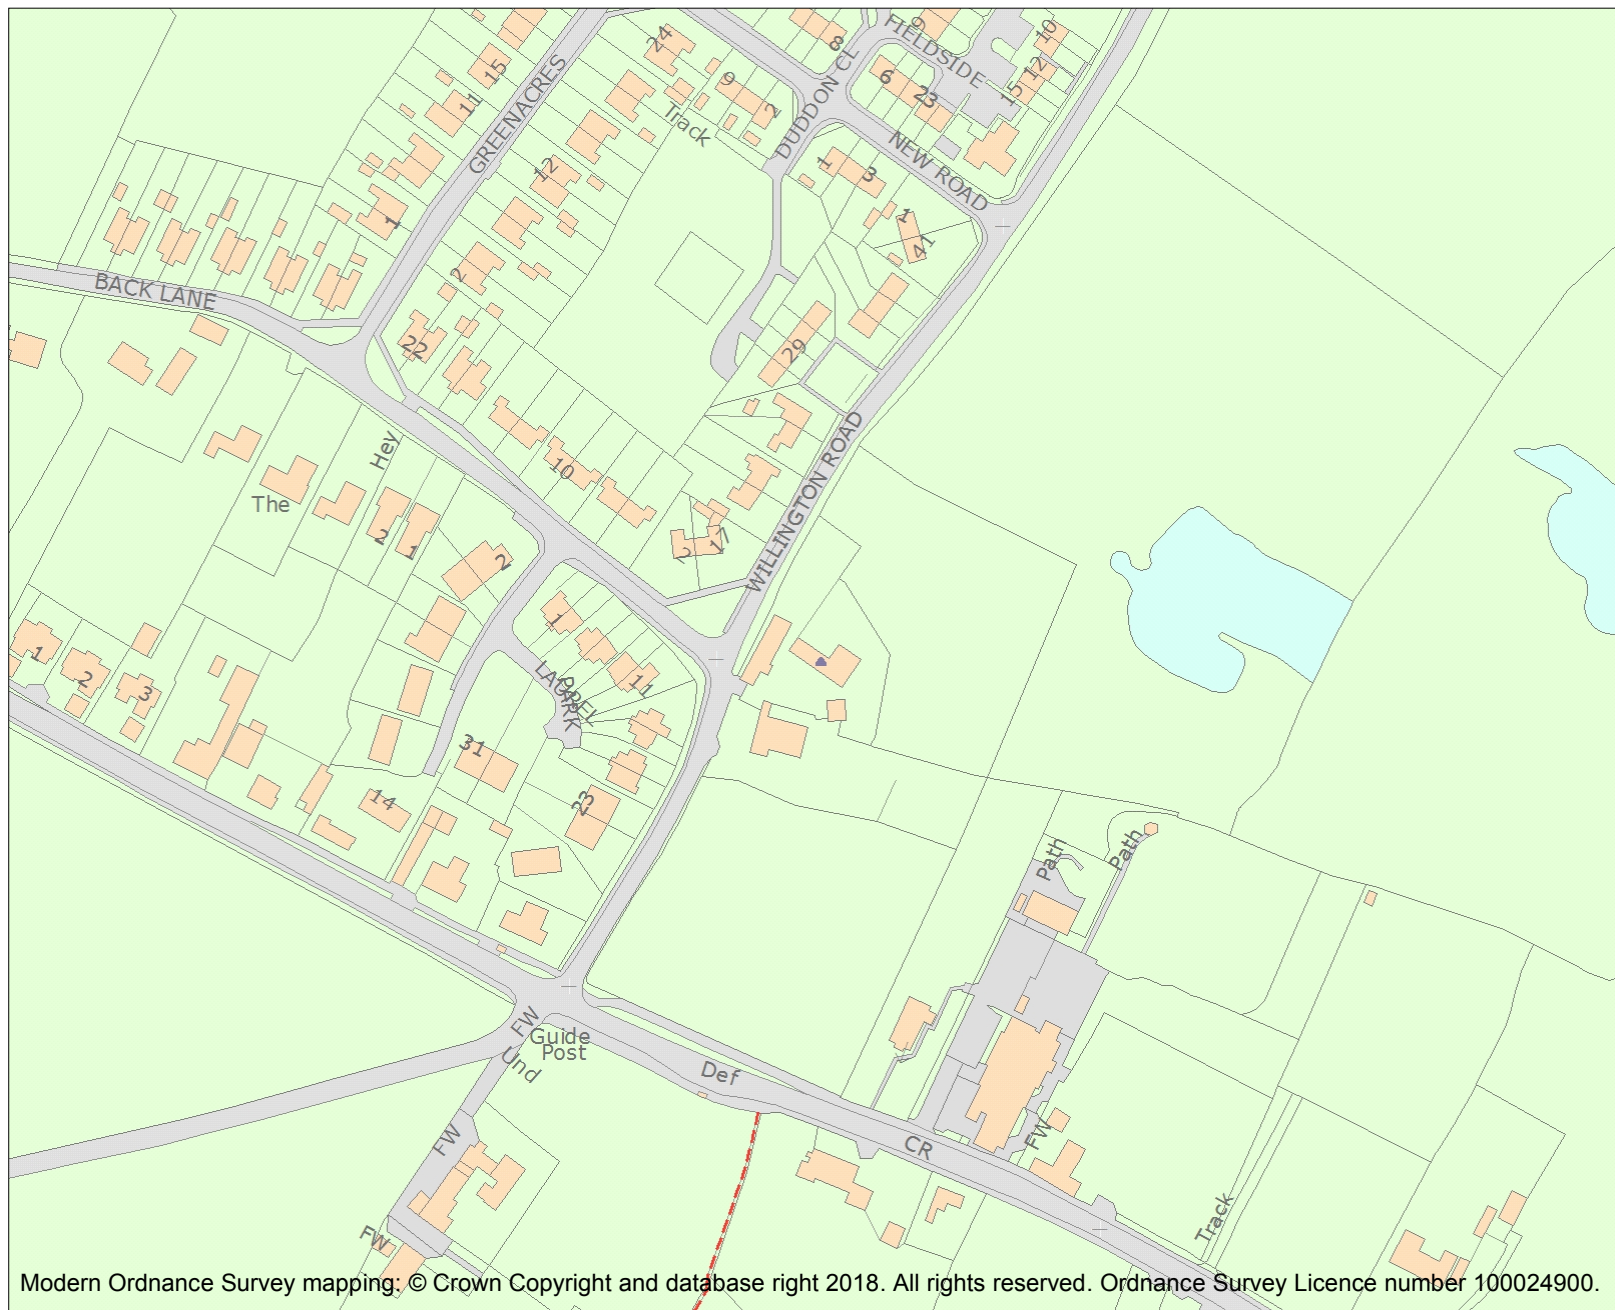 FIELDSIDE
9
10
24
8
15
9
2
6
12
23
15
11
GREENACRES
Track
DUDDON CL
12
NEW ROAD
1
3
1
1
41
2
BACK LANE
22
29
WILLINGTON ROAD
Hey
10
The
2
1
2
2
17
1
LAUREL
PARK
11
1
2
3
31
23
14
Path
Path
FW
Guide
Post
Und
Def
FW
CR
FW
Track
FW
Modern Ordnance Survey mapping: © Crown Copyright and database right 2018. All rights reserved. Ordnance Survey Licence number 100024900.